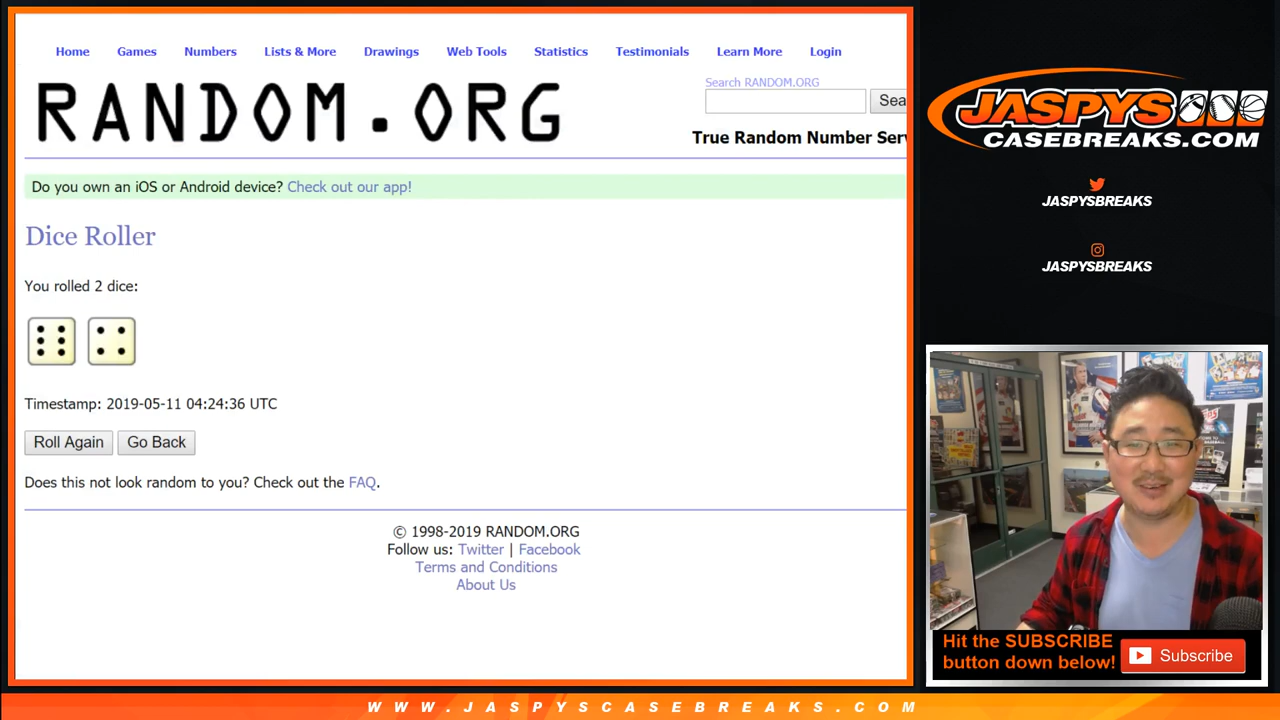 Home Games Numbers Lists & More Drawings Web Tools Statistics Testimonials Learn More Login
RANDOM.ORG
Search RANDOM.ORG
Sea
True Random Number Serv
Do you own an iOS or Android device? Check out our app!
Dice Roller
You rolled 2 dice:
Timestamp: 2019-05-11 04:24:36 UTC
Roll Again Go Back
Does this not look random to you? Check out the FAQ.
© 1998-2019 RANDOM.ORG
Follow us: Twitter | Facebook
Terms and Conditions
About Us
JASPYS
CASEBREAKS.COM
JASPYSBREAKS
JASPYSBREAKS
Hit the SUBSCRIBE
button down below!
Subscribe
WWW.JASPYSCASEBREAKS.COM